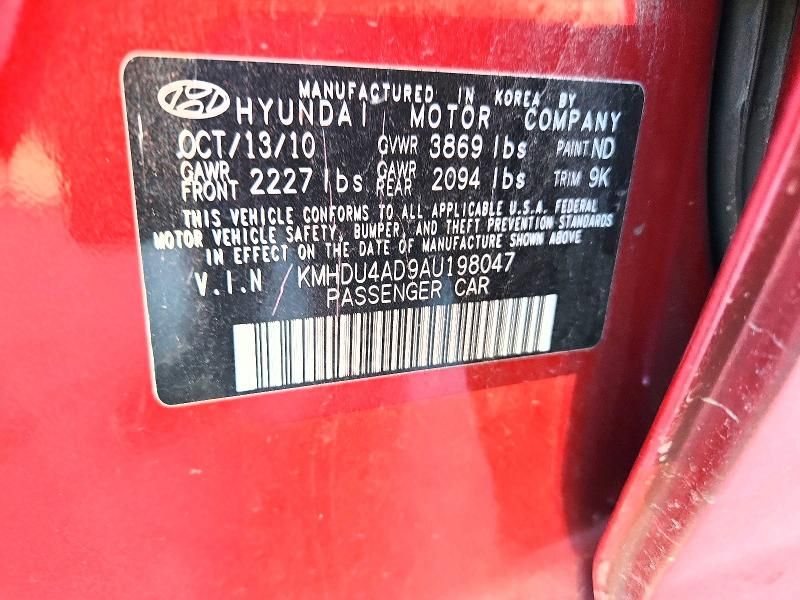 MANUFACTURED IN KOREA BY
HYUNDAI MOTOR COMPANY
OCT/13/10 GVWR 3869 lbs PAINT ND
GAWR FRONT 2227 lbs GAWR REAR 2094 lbs TRIM 9K
THIS VEHICLE CONFORMS TO ALL APPLICABLE U.S.A. FEDERAL
MOTOR VEHICLE SAFETY, BUMPER, AND THEFT PREVENTION STANDARDS
IN EFFECT ON THE DATE OF MANUFACTURE SHOWN ABOVE
V.I.N / KMHDU4AD9AU198047
PASSENGER CAR